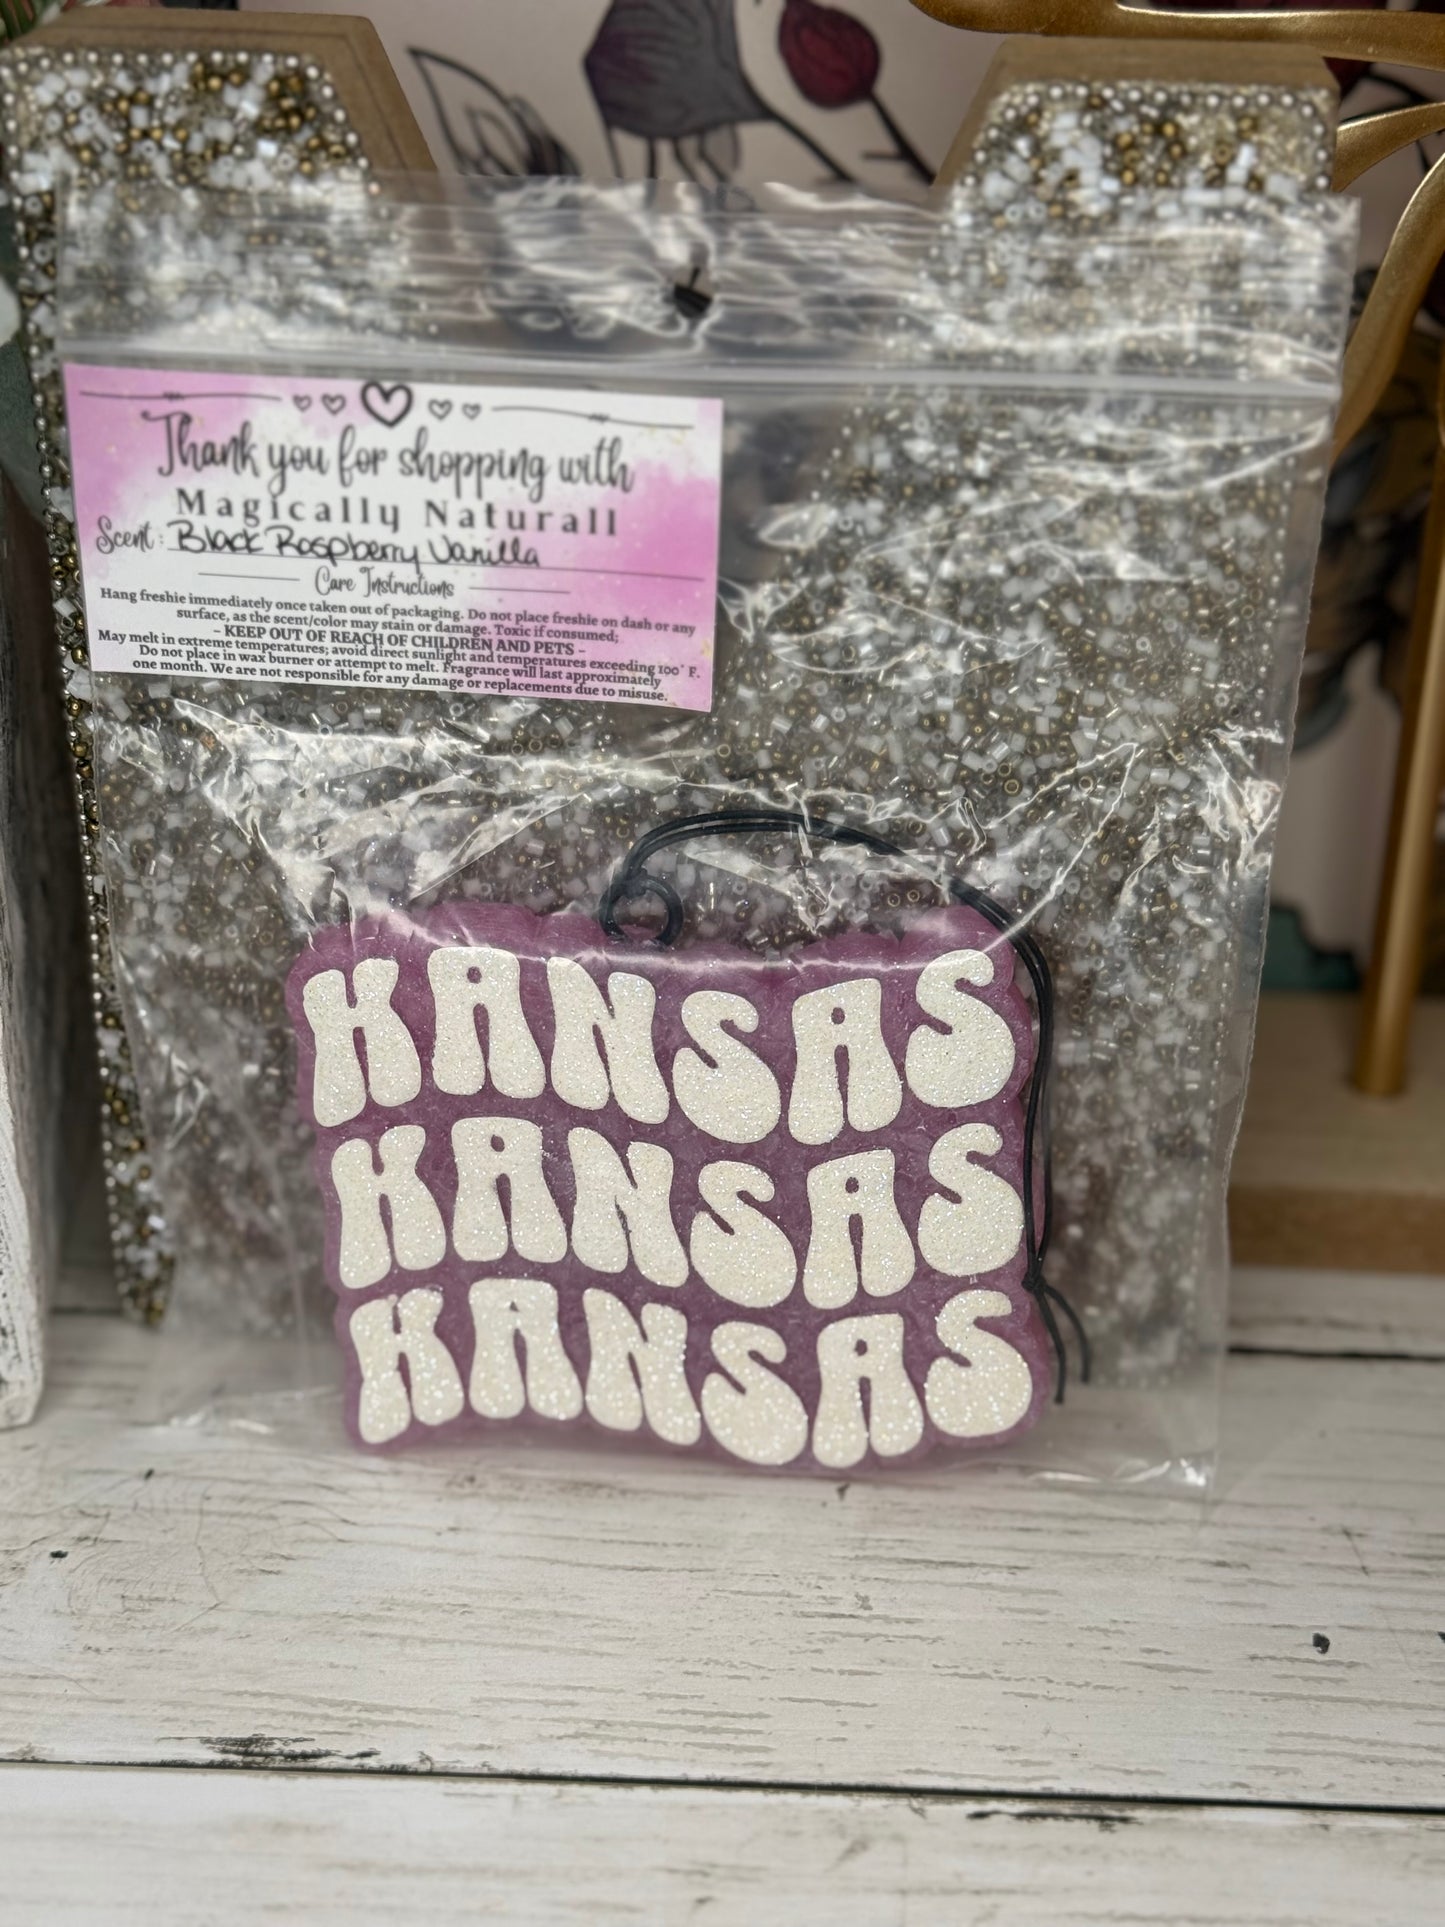 Thank you for shopping with
Magically Naturall
Scent: Black Raspberry Vanilla
Care Instructions
Hang freshie immediately once taken out of packaging. Do not place freshie on dash or any
surface, as the scent/color may stain or damage. Toxic if consumed;
- KEEP OUT OF REACH OF CHILDREN AND PETS -
May melt in extreme temperatures; avoid direct sunlight and temperatures exceeding 100° F.
Do not place in wax burner or attempt to melt. Fragrance will last approximately
one month. We are not responsible for any damage or replacements due to misuse.
KANSAS
KANSAS
KANSAS